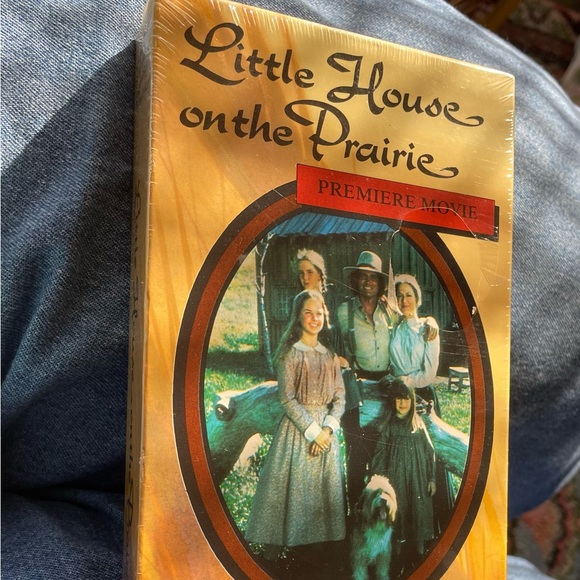 Little House
on the Prairie
PREMIERE MOVIE